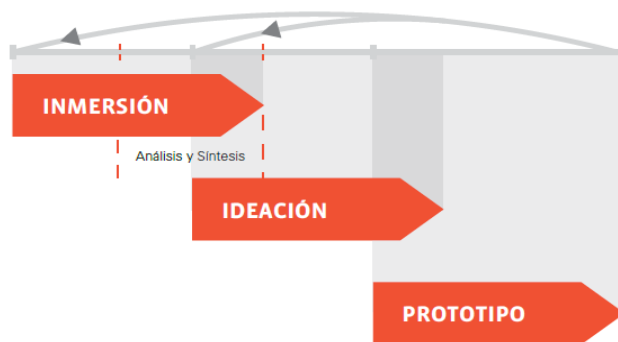 INMERSIÓN
Análisis y Síntesis
IDEACIÓN
PROTOTIPO